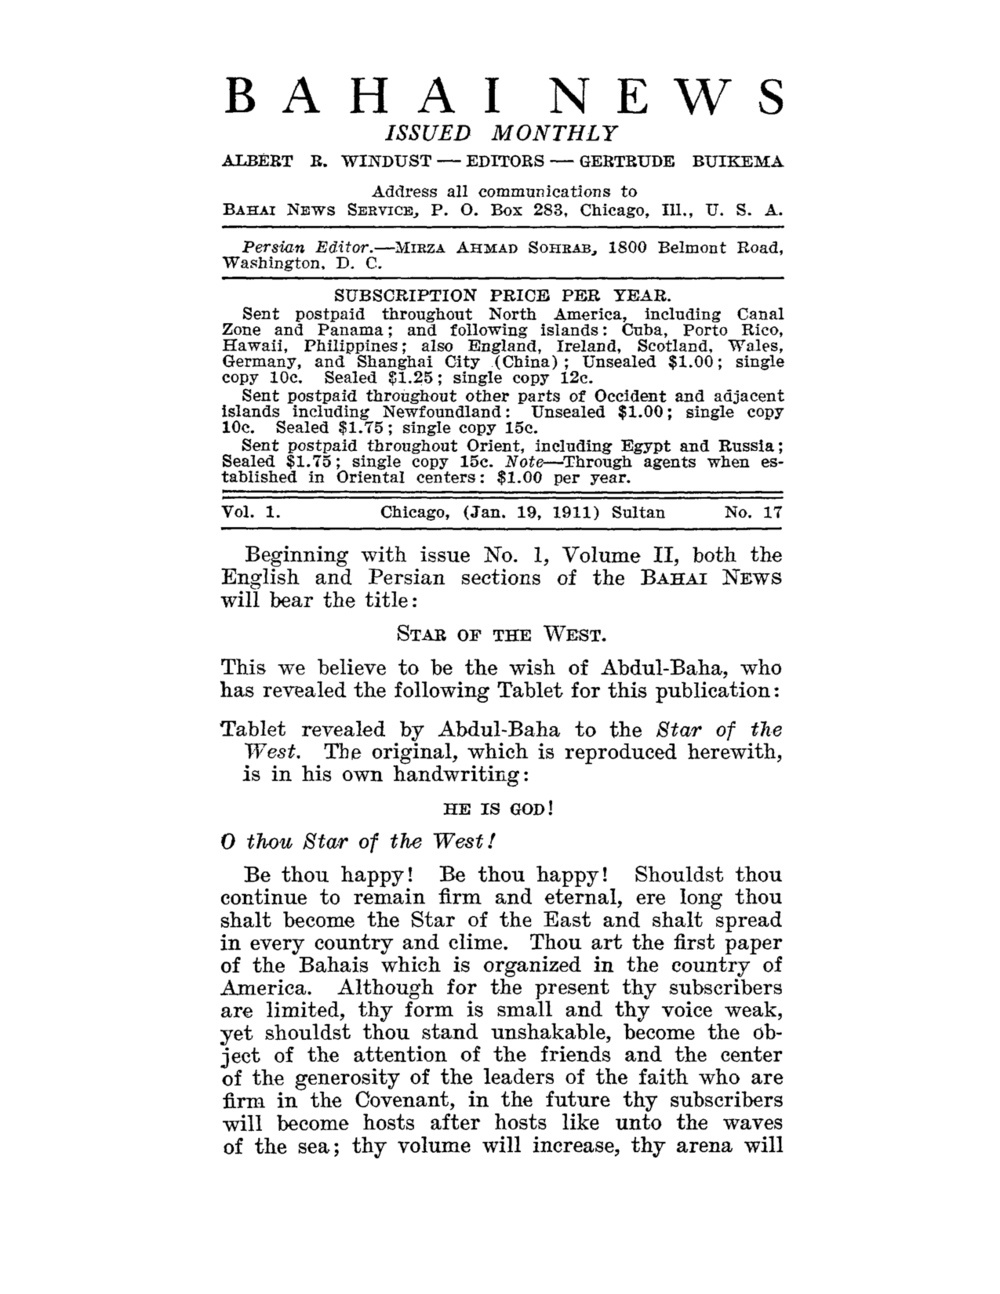 BAHAI NEWS
ISSUED MONTHLY
ALBERT R. WINDUST — EDITORS — GERTRUDE BUIKEMA
Address all communications to
BAHAI NEWS SERVICE, P. O. Box 283, Chicago, Ill., U. S. A.
Persian Editor.—MIRZA AHMAD SOHRAB, 1800 Belmont Road,
Washington, D. C.
SUBSCRIPTION PRICE PER YEAR.
Sent postpaid throughout North America, including Canal
Zone and Panama; and following islands: Cuba, Porto Rico,
Hawaii, Philippines; also England, Ireland, Scotland, Wales,
Germany, and Shanghai City (China); Unsealed $1.00; single
copy 10c. Sealed $1.25; single copy 12c.
Sent postpaid throughout other parts of Occident and adjacent
islands including Newfoundland: Unsealed $1.00; single copy
10c. Sealed $1.75; single copy 15c.
Sent postpaid throughout Orient, including Egypt and Russia;
Sealed $1.75; single copy 15c. Note—Through agents when es-
tablished in Oriental centers: $1.00 per year.
Vol. 1. Chicago, (Jan. 19, 1911) Sultan No. 17
Beginning with issue No. 1, Volume II, both the
English and Persian sections of the BAHAI NEWS
will bear the title:
STAR OF THE WEST.
This we believe to be the wish of Abdul-Baha, who
has revealed the following Tablet for this publication:
Tablet revealed by Abdul-Baha to the Star of the
West. The original, which is reproduced herewith,
is in his own handwriting:
HE IS GOD!
O thou Star of the West!
Be thou happy! Be thou happy! Shouldst thou
continue to remain firm and eternal, ere long thou
shalt become the Star of the East and shalt spread
in every country and clime. Thou art the first paper
of the Bahais which is organized in the country of
America. Although for the present thy subscribers
are limited, thy form is small and thy voice weak,
yet shouldst thou stand unshakable, become the ob-
ject of the attention of the friends and the center
of the generosity of the leaders of the faith who are
firm in the Covenant, in the future thy subscribers
will become hosts after hosts like unto the waves
of the sea; thy volume will increase, thy arena will